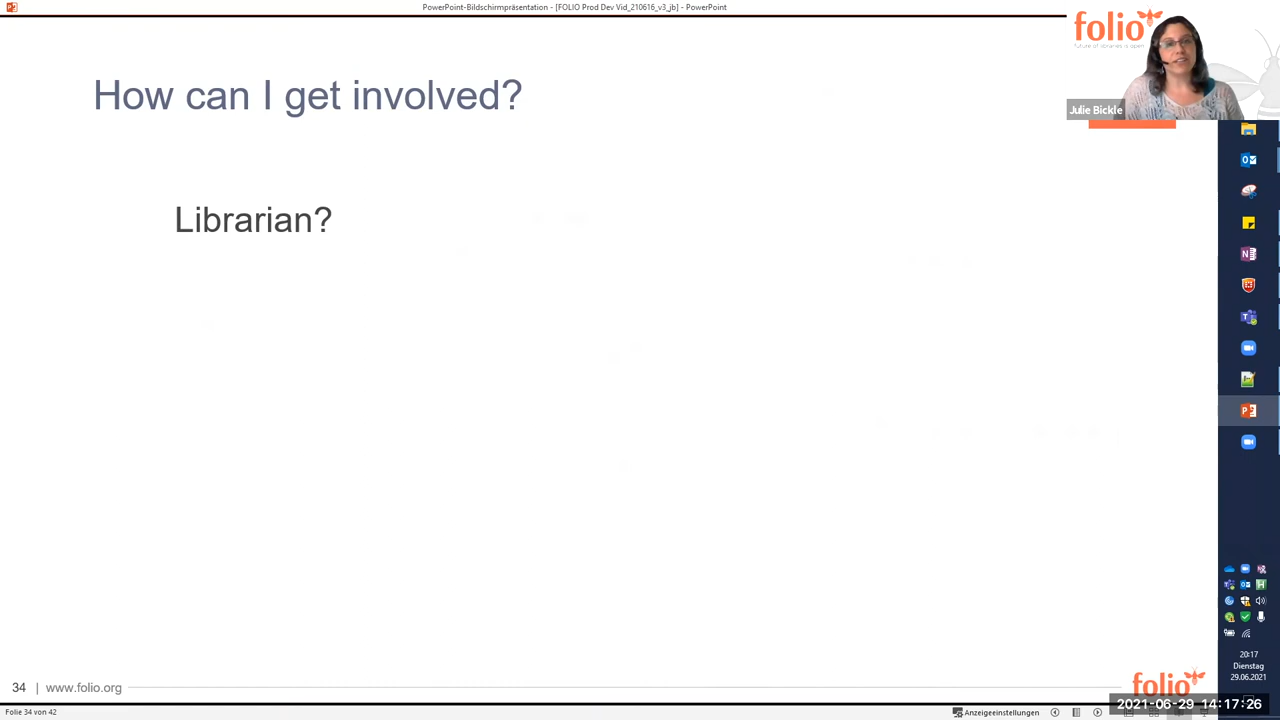 PowerPoint-Bildschirmpräsentation - [FOLIO Prod Dev Vid_210616_v3_jb] - PowerPoint
folio
future of libraries is open
Julie Bickle
How can I get involved?
Librarian?
20:17
Dienstag
29.06.2021
34 | www.folio.org
folio
2021-06-29 14:17:26
Folie 34 von 42
Anzeigeeinstellungen